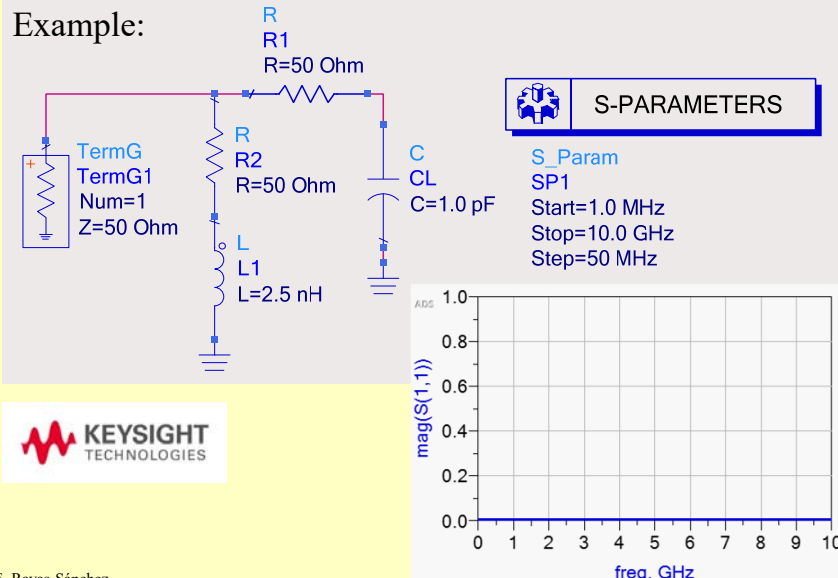 Example:
R
R1
R=50 Ohm
TermG
TermG1
Num=1
Z=50 Ohm
+
R
R2
R=50 Ohm
L
L1
L=2.5 nH
C
CL
C=1.0 pF
S-PARAMETERS
S_Param
SP1
Start=1.0 MHz
Stop=10.0 GHz
Step=50 MHz
ADS
mag(S(1,1))
1.0
0.8
0.6
0.4
0.2
0.0
0 1 2 3 4 5 6 7 8 9 10
freq, GHz
KEYSIGHT
TECHNOLOGIES
Rayas-Sánchez